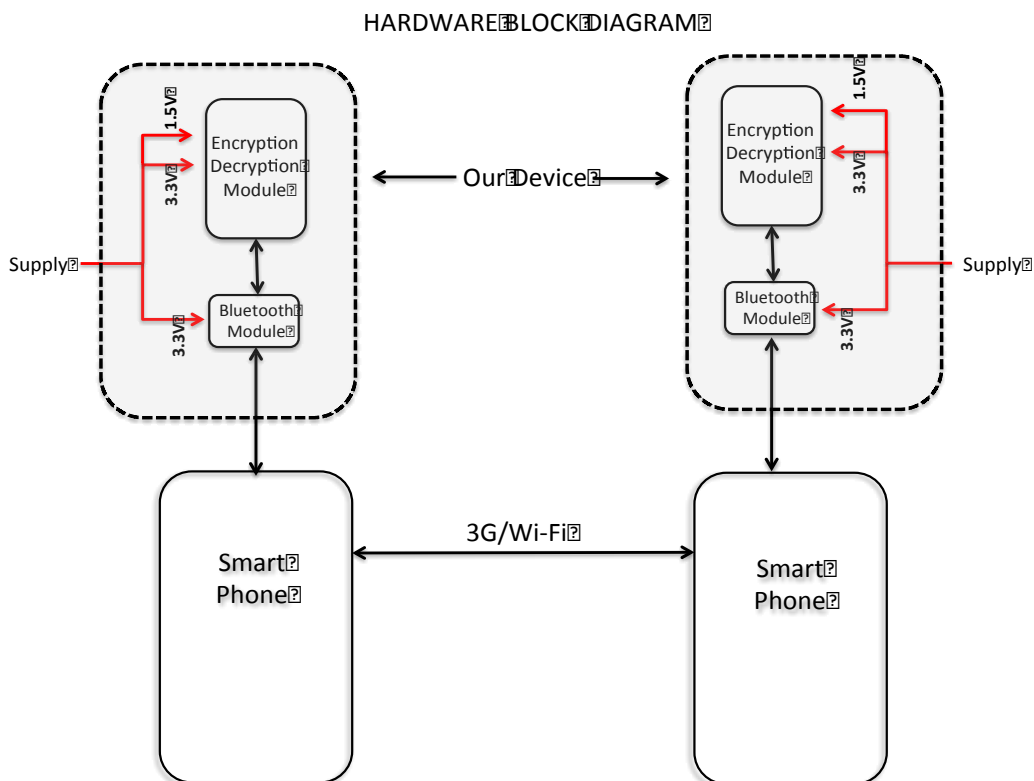 HARDWARE BLOCK DIAGRAM
1.5V
3.3V
Encryption
Decryption
Module
Supply
3.3V
Bluetooth
Module
Our Device
1.5V
3.3V
Encryption
Decryption
Module
Supply
3.3V
Bluetooth
Module
3G/Wi-Fi
Smart
Phone
Smart
Phone